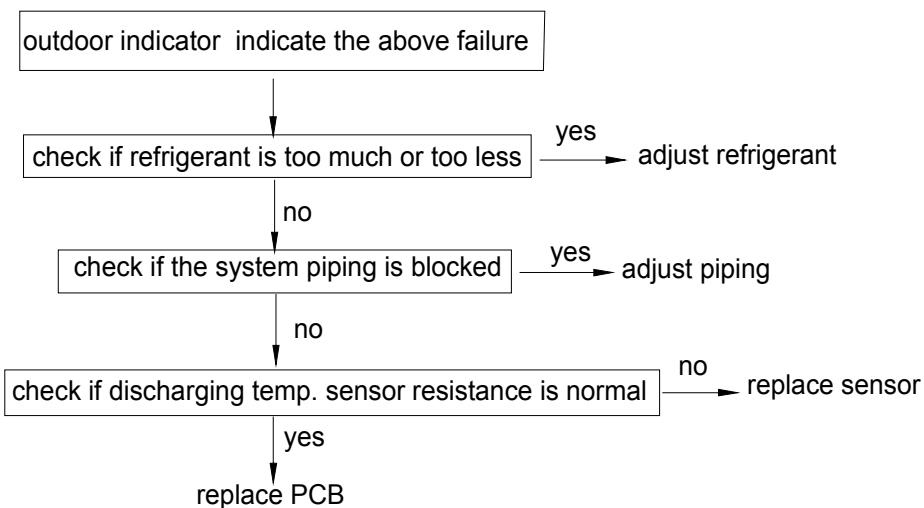 outdoor indicator indicate the above failure
yes
check if refrigerant is too much or too less
adjust refrigerant
no
yes
check if the system piping is blocked
adjust piping
no
no
check if discharging temp. sensor resistance is normal
replace sensor
yes
replace PCB